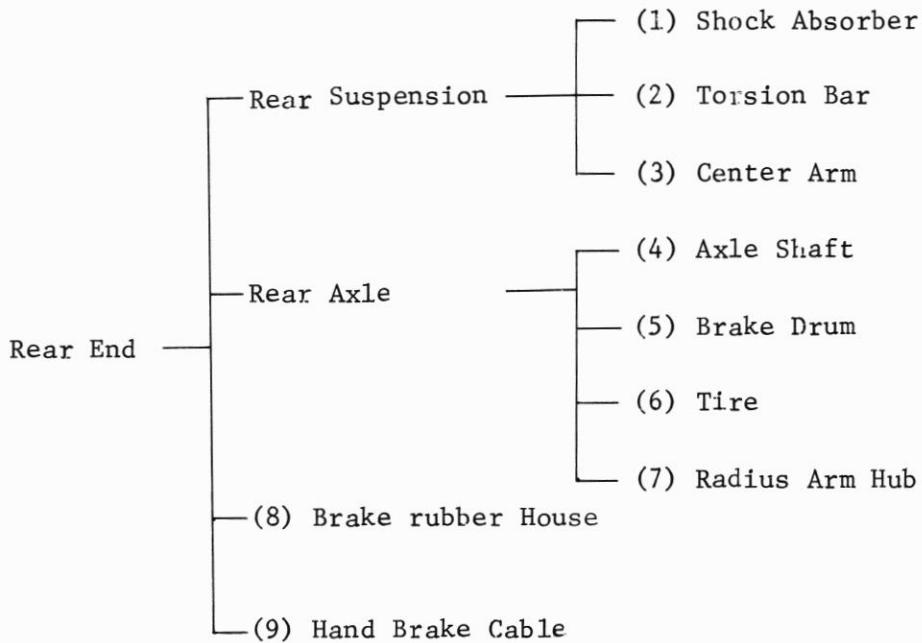 (1) Shock Absorber
Rear Suspension
(2) Torsion Bar
(3) Center Arm
(4) Axle Shaft
Rear Axle
(5) Brake Drum
Rear End
(6) Tire
(7) Radius Arm Hub
(8) Brake rubber House
(9) Hand Brake Cable